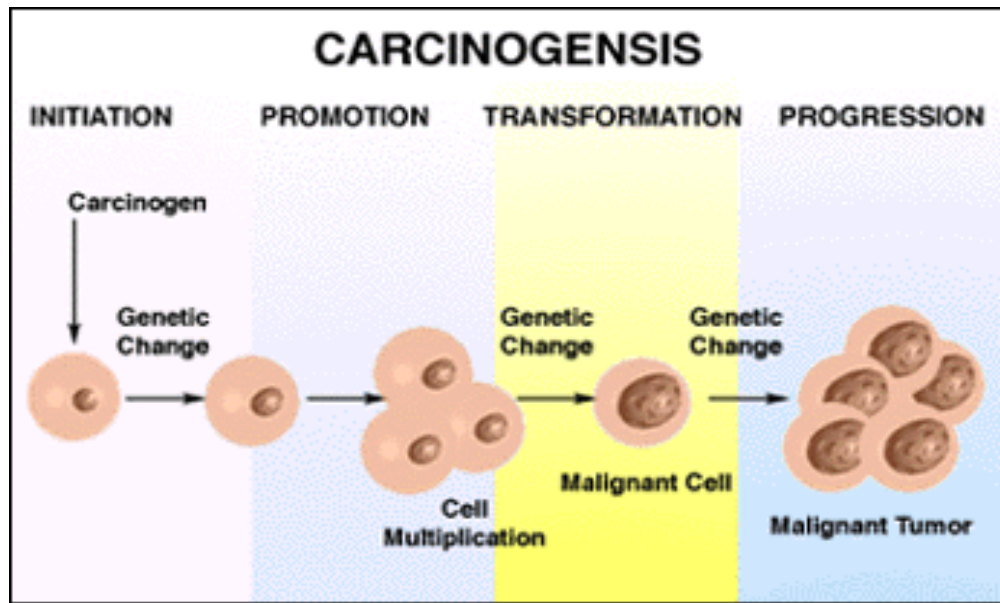 CARCINOGENSIS
INITIATION PROMOTION TRANSFORMATION PROGRESSION
Carcinogen
Genetic
Change
Genetic
Change
Genetic
Change
Cell
Multiplication
Malignant Cell
Malignant Tumor